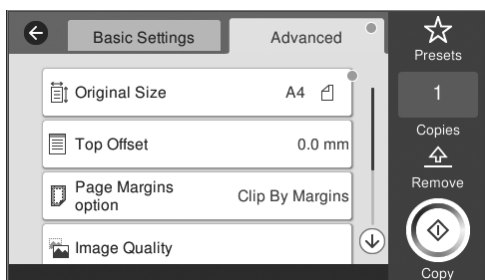 Basic Settings
Advanced
Presets
Original Size
A4
1
Top Offset
0.0 mm
Copies
Page Margins
option
Clip By Margins
Remove
Image Quality
Copy